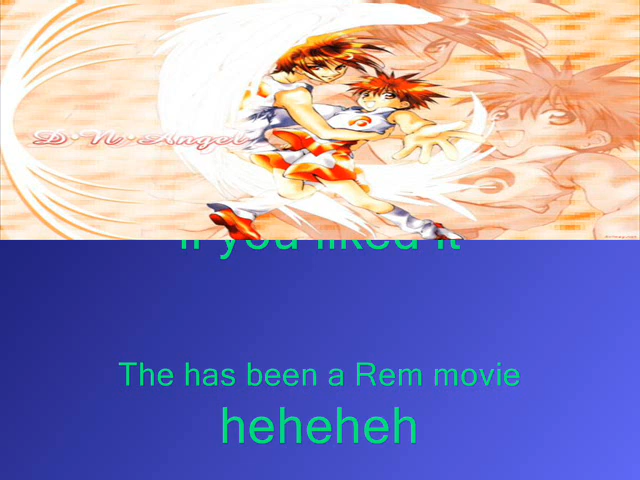 D·N·Angel
if you liked it
The has been a Rem movie
heheheh